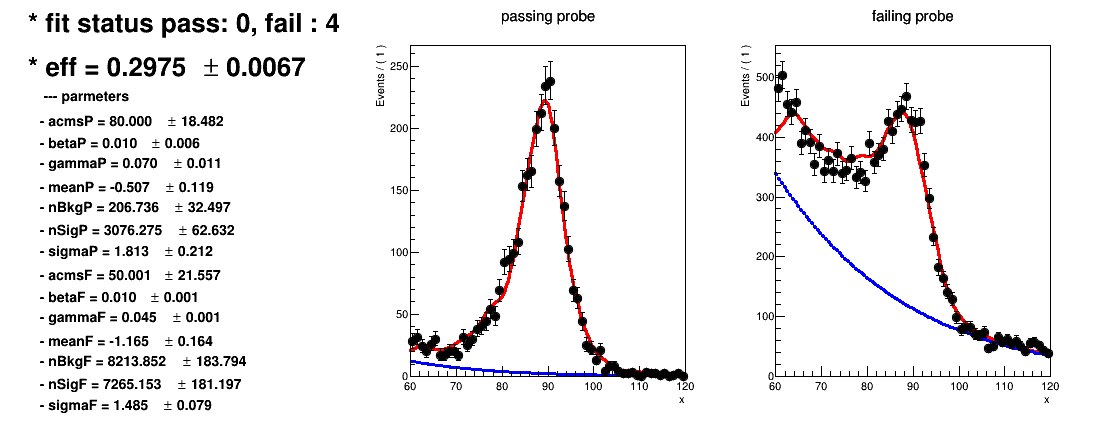 * fit status pass: 0, fail : 4
* eff = 0.2975 ± 0.0067
--- parmeters
- acmsP = 80.000 ± 18.482
- betaP = 0.010 ± 0.006
- gammaP = 0.070 ± 0.011
- meanP = -0.507 ± 0.119
- nBkgP = 206.736 ± 32.497
- nSigP = 3076.275 ± 62.632
- sigmaP = 1.813 ± 0.212
- acmsF = 50.001 ± 21.557
- betaF = 0.010 ± 0.001
- gammaF = 0.045 ± 0.001
- meanF = -1.165 ± 0.164
- nBkgF = 8213.852 ± 183.794
- nSigF = 7265.153 ± 181.197
- sigmaF = 1.485 ± 0.079
passing probe
Events / ( 1 )
250
200
150
100
50
0
60 70 80 90 100 110 120
x
failing probe
Events / ( 1 )
500
400
300
200
100
0
60 70 80 90 100 110 120
x